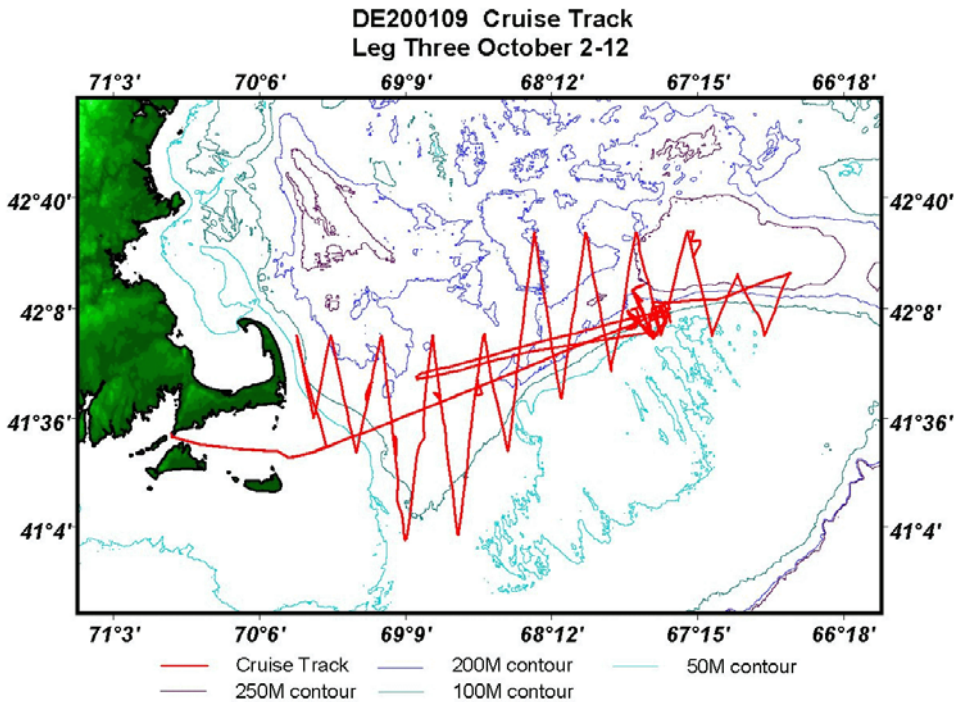 DE200109 Cruise Track
Leg Three October 2-12
71°3' 70°6' 69°9' 68°12' 67°15' 66°18'
42°40' 42°40'
42°8' 42°8'
41°36' 41°36'
41°4' 41°4'
71°3' 70°6' 69°9' 68°12' 67°15' 66°18'
Cruise Track 200M contour 50M contour
250M contour 100M contour